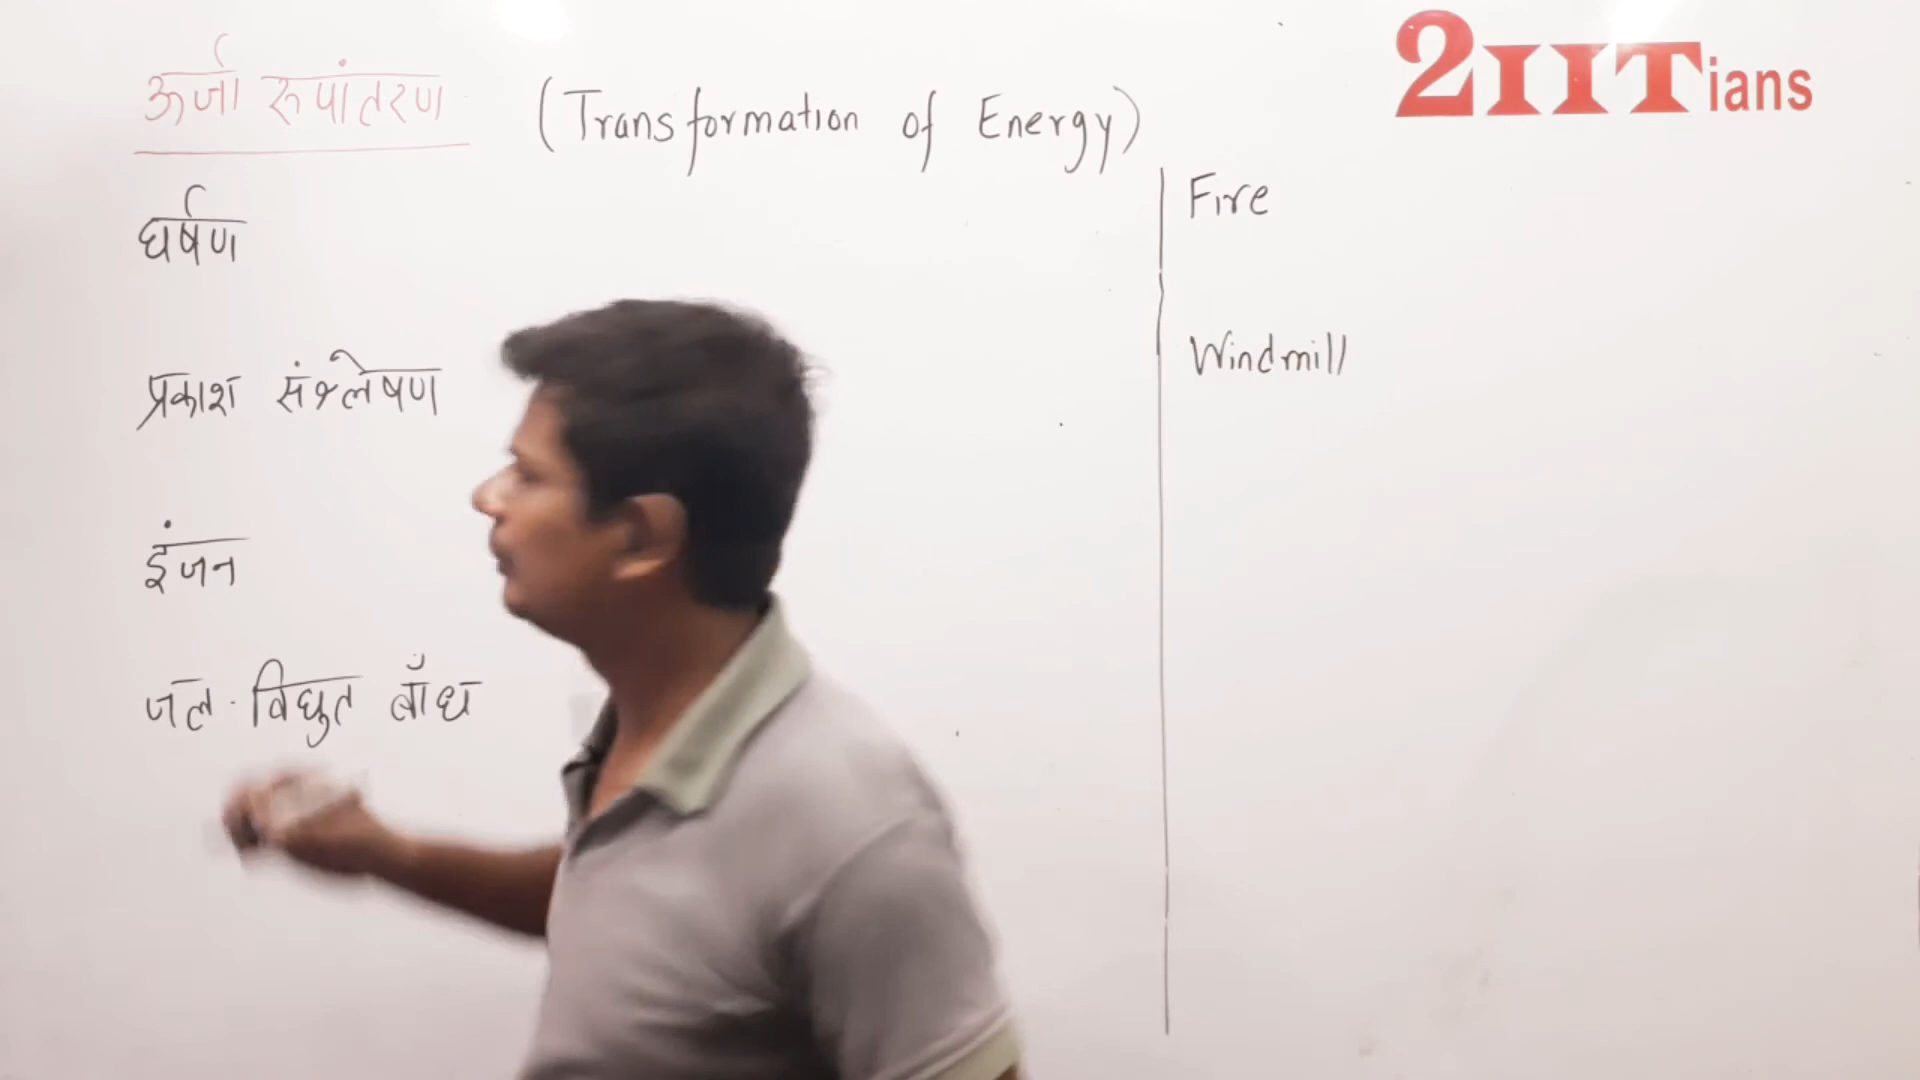 ऊर्जा रूपांतरण (Transformation of Energy)
2IITians
घर्षण
प्रकाश संश्लेषण
इंजन
जल-विद्युत बाँध
Fire
Windmill